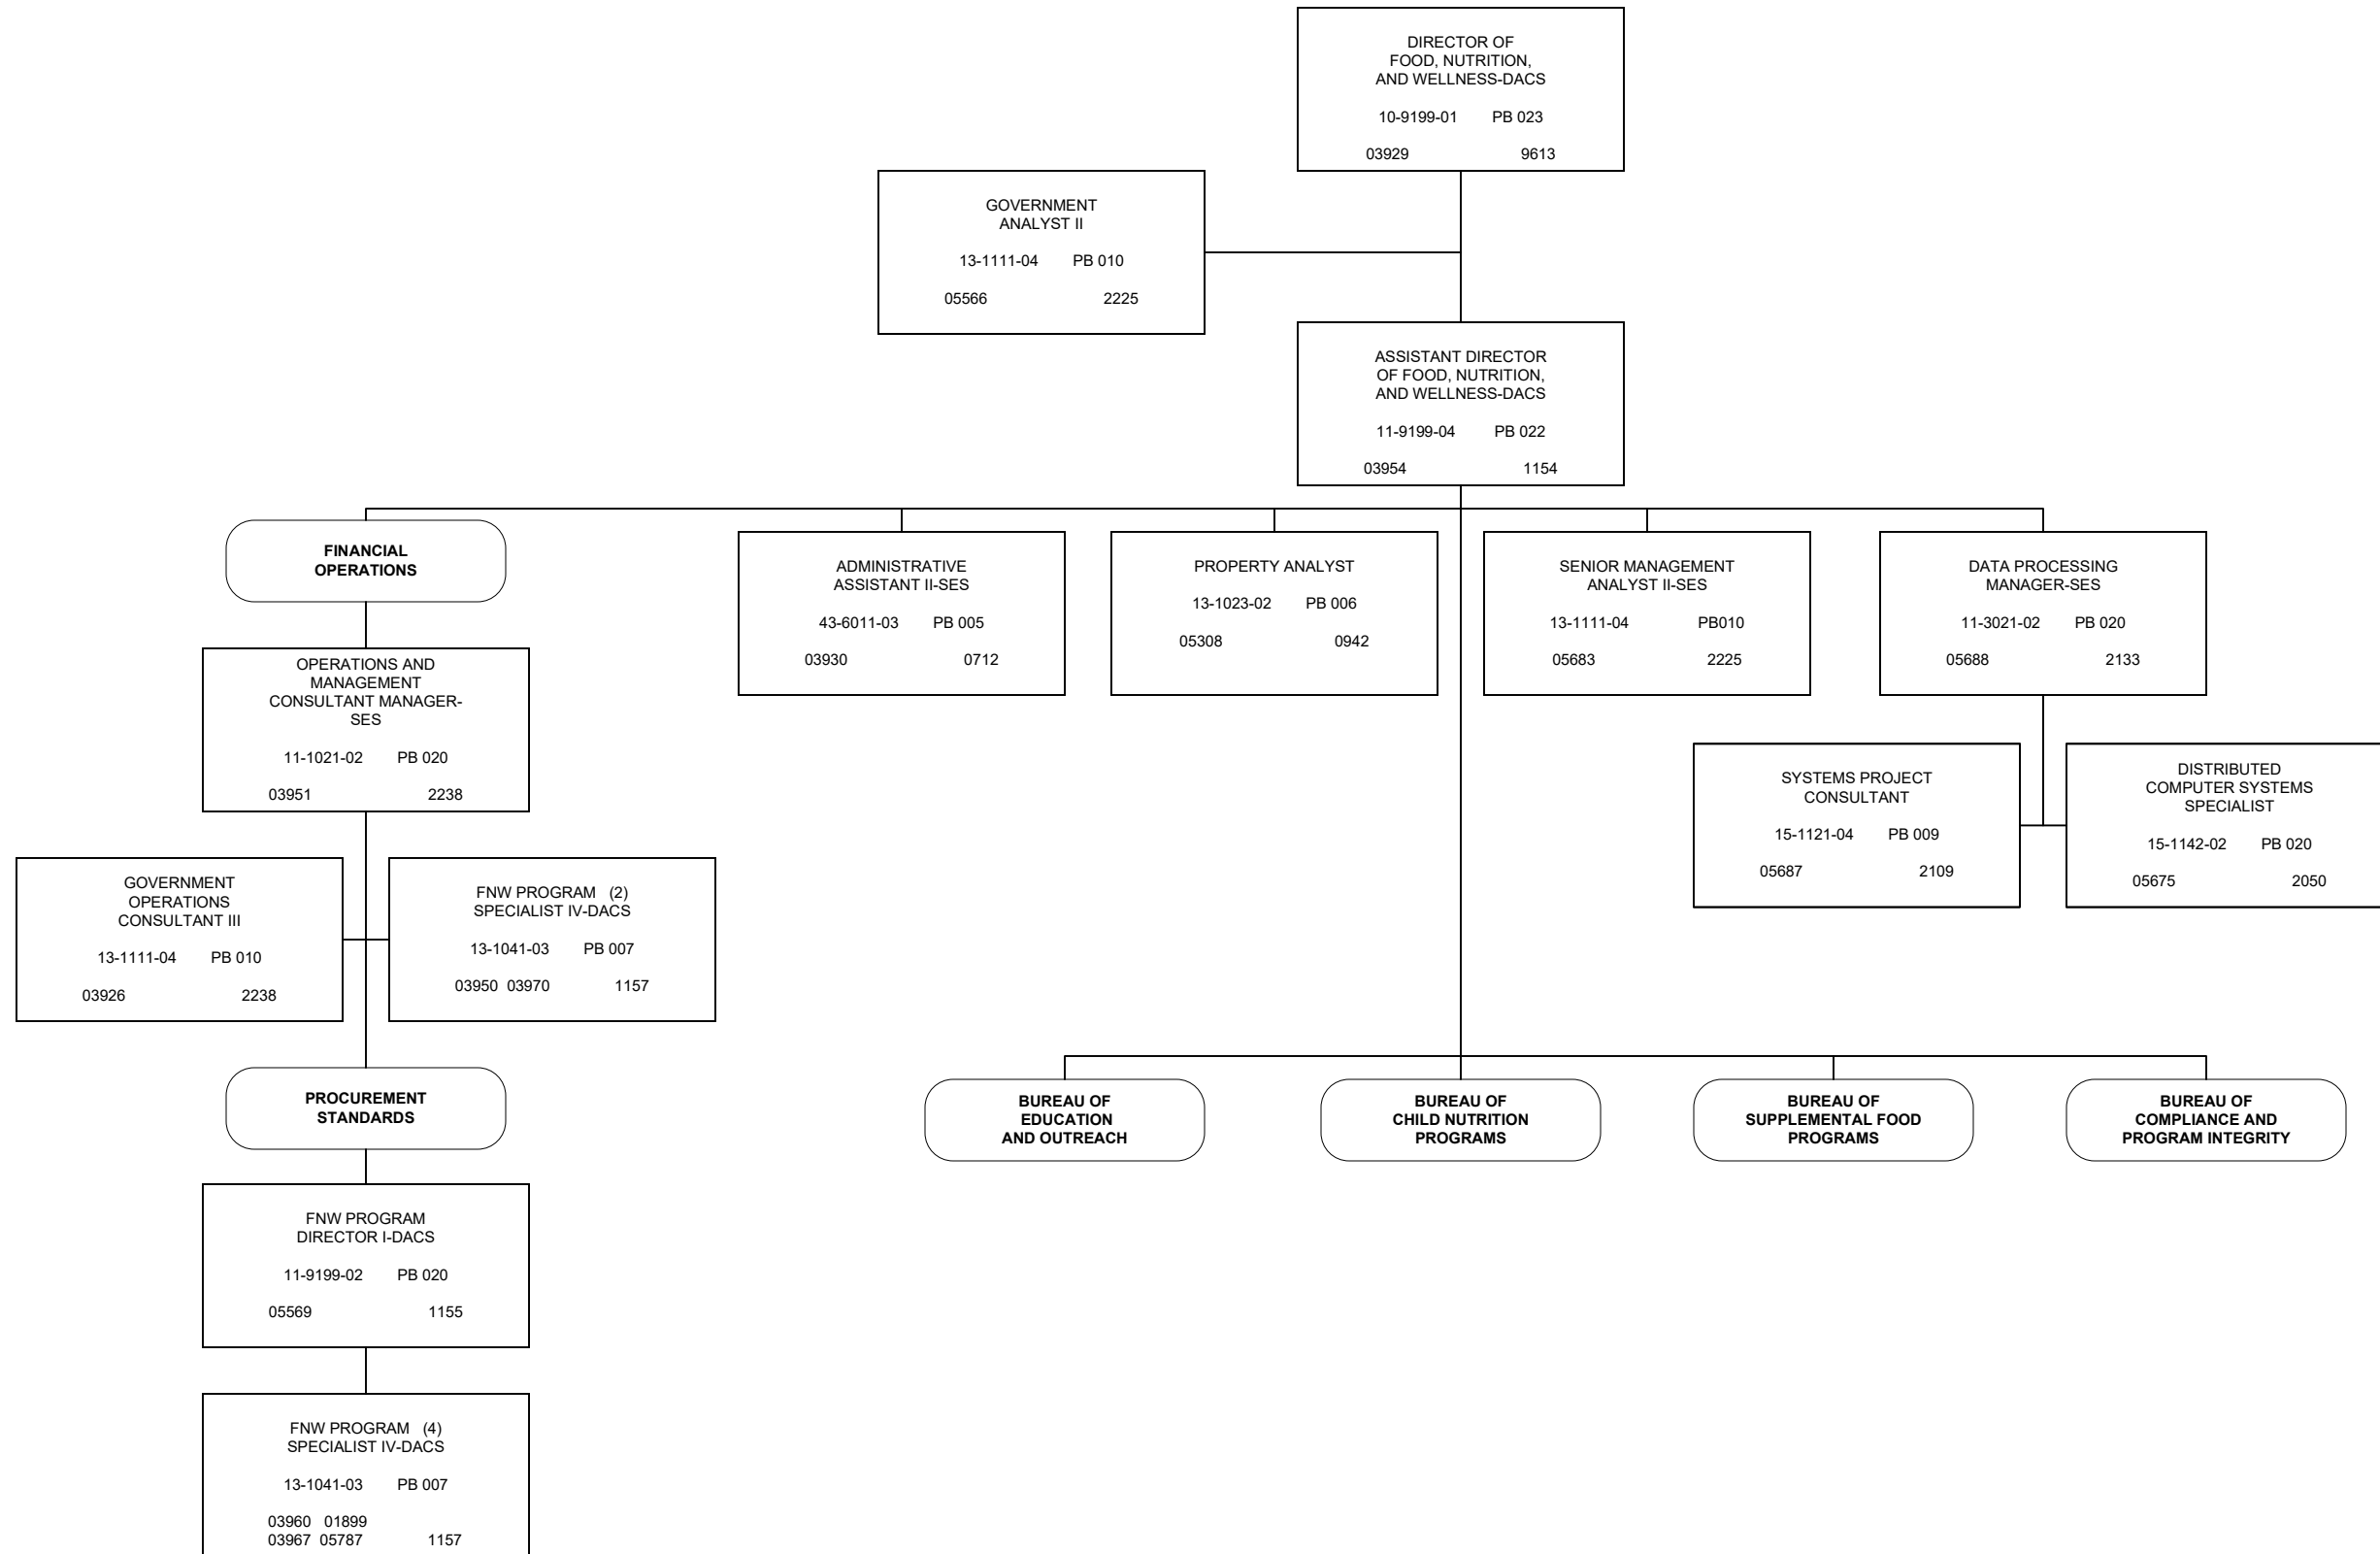 DIRECTOR OF
FOOD, NUTRITION,
AND WELLNESS-DACS
10-9199-01 PB 023
03929 9613
GOVERNMENT
ANALYST II
13-1111-04 PB 010
05566 2225
ASSISTANT DIRECTOR
OF FOOD, NUTRITION,
AND WELLNESS-DACS
11-9199-04 PB 022
03954 1154
FINANCIAL
OPERATIONS
ADMINISTRATIVE
ASSISTANT II-SES
43-6011-03 PB 005
03930 0712
PROPERTY ANALYST
13-1023-02 PB 006
05308 0942
SENIOR MANAGEMENT
ANALYST II-SES
13-1111-04 PB010
05683 2225
DATA PROCESSING
MANAGER-SES
11-3021-02 PB 020
05688 2133
OPERATIONS AND
MANAGEMENT
CONSULTANT MANAGER-
SES
11-1021-02 PB 020
03951 2238
SYSTEMS PROJECT
CONSULTANT
15-1121-04 PB 009
05687 2109
DISTRIBUTED
COMPUTER SYSTEMS
SPECIALIST
15-1142-02 PB 020
05675 2050
GOVERNMENT
OPERATIONS
CONSULTANT III
13-1111-04 PB 010
03926 2238
FNW PROGRAM (2)
SPECIALIST IV-DACS
13-1041-03 PB 007
03950 03970 1157
PROCUREMENT
STANDARDS
BUREAU OF
EDUCATION
AND OUTREACH
BUREAU OF
CHILD NUTRITION
PROGRAMS
BUREAU OF
SUPPLEMENTAL FOOD
PROGRAMS
BUREAU OF
COMPLIANCE AND
PROGRAM INTEGRITY
FNW PROGRAM
DIRECTOR I-DACS
11-9199-02 PB 020
05569 1155
FNW PROGRAM (4)
SPECIALIST IV-DACS
13-1041-03 PB 007
03960 01899
03967 05787 1157